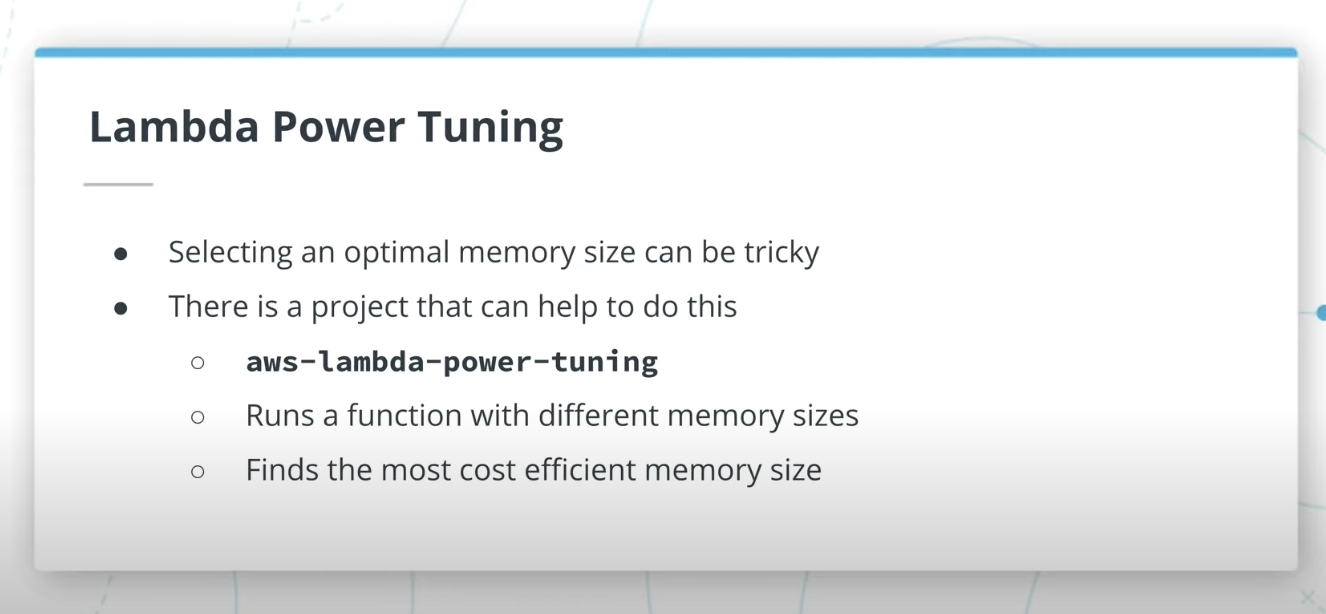 Lambda Power Tuning
● Selecting an optimal memory size can be tricky
● There is a project that can help to do this
○ aws-lambda-power-tuning
○ Runs a function with different memory sizes
○ Finds the most cost efficient memory size